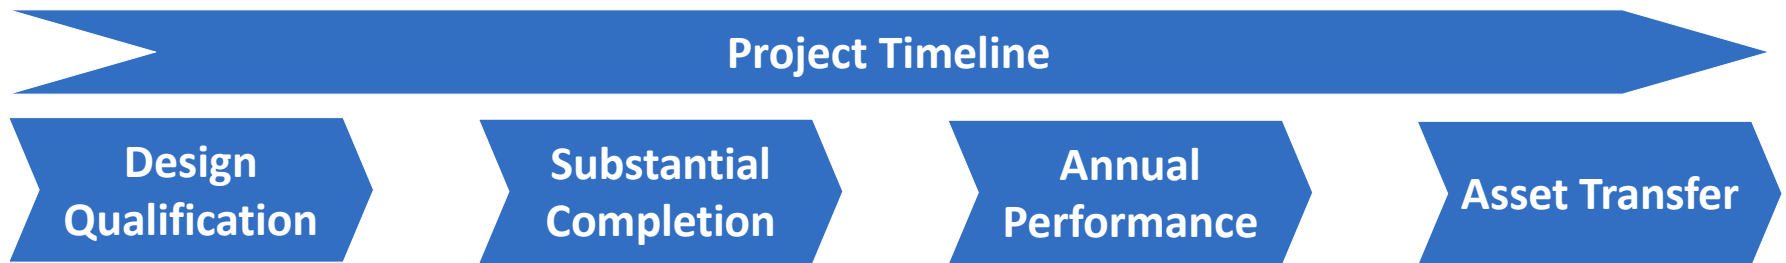 Project Timeline
Design
Qualification
Substantial
Completion
Annual
Performance
Asset Transfer